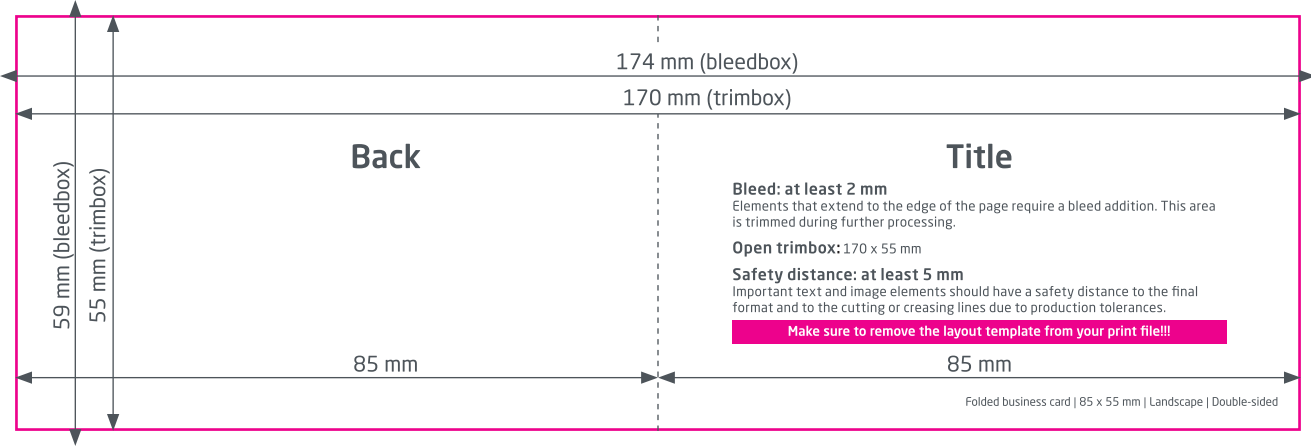 174 mm (bleedbox)
170 mm (trimbox)
59 mm (bleedbox)
55 mm (trimbox)
Back
Title
Bleed: at least 2 mm
Elements that extend to the edge of the page require a bleed addition. This area
is trimmed during further processing.
Open trimbox: 170 x 55 mm
Safety distance: at least 5 mm
Important text and image elements should have a safety distance to the final
format and to the cutting or creasing lines due to production tolerances.
Make sure to remove the layout template from your print file!!!
85 mm
85 mm
Folded business card | 85 x 55 mm | Landscape | Double-sided